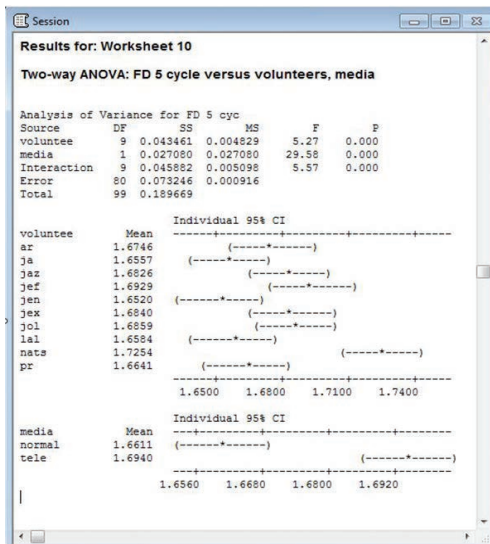 Session
Results for: Worksheet 10
Two-way ANOVA: FD 5 cycle versus volunteers, media
Analysis of Variance for FD 5 cyc
Source DF SS MS F P
voluntee 9 0.043461 0.004829 5.27 0.000
media 1 0.027080 0.027080 29.58 0.000
Interaction 9 0.045882 0.005098 5.57 0.000
Error 80 0.073246 0.000916
Total 99 0.189669
Individual 95% CI
voluntee Mean -----+---------+---------+---------+-----
ar 1.6746 (-----*------)
ja 1.6557 (-----*-----)
jaz 1.6826 (-----*-----)
jef 1.6929 (-----*------)
jen 1.6520 (------*-----)
jex 1.6840 (-----*-----)
jol 1.6859 (-----*-----)
lal 1.6584 (-----*------)
nats 1.7254 (-----*-----)
pr 1.6641 (------*-----)
-----+---------+---------+---------+-----
1.6500 1.6800 1.7100 1.7400
Individual 95% CI
media Mean ---+---------+---------+---------+-------
normal 1.6611 (------*------)
tele 1.6940 (------*------)
---+---------+---------+---------+-------
1.6560 1.6680 1.6800 1.6920